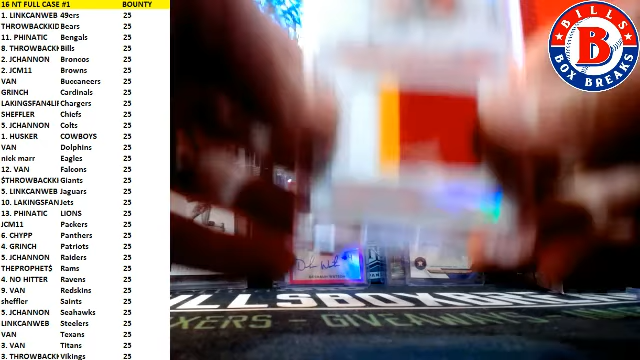 16 NT FULL CASE #1 BOUNTY
1. LINKCANWEB 49ers 25
THROWBACKKID Bears 25
11. PHINATIC Bengals 25
8. THROWBACKK Bills 25
2. JCHANNON Broncos 25
2. JCM11 Browns 25
VAN Buccaneers 25
GRINCH Cardinals 25
LAKINGSFAN4LIF Chargers 25
SHEFFLER Chiefs 25
5. JCHANNON Colts 25
1. HUSKER COWBOYS 25
VAN Dolphins 25
nick marr Eagles 25
12. VAN Falcons 25
$THROWBACKK Giants 25
5. LINKCANWEB Jaguars 25
10. LAKINGSFAN Jets 25
13. PHINATIC LIONS 25
JCM11 Packers 25
6. CHYPP Panthers 25
4. GRINCH Patriots 25
5. JCHANNON Raiders 25
THEPROPHET$ Rams 25
4. NO HITTER Ravens 25
9. VAN Redskins 25
sheffler Saints 25
5. JCHANNON Seahawks 25
LINKCANWEB Steelers 25
VAN Texans 25
3. VAN Titans 25
3. THROWBACKK Vikings 25
BILLS
B
BOX BREAKS
ILLSBOXBREA
KERS - GIVEAWAYS -